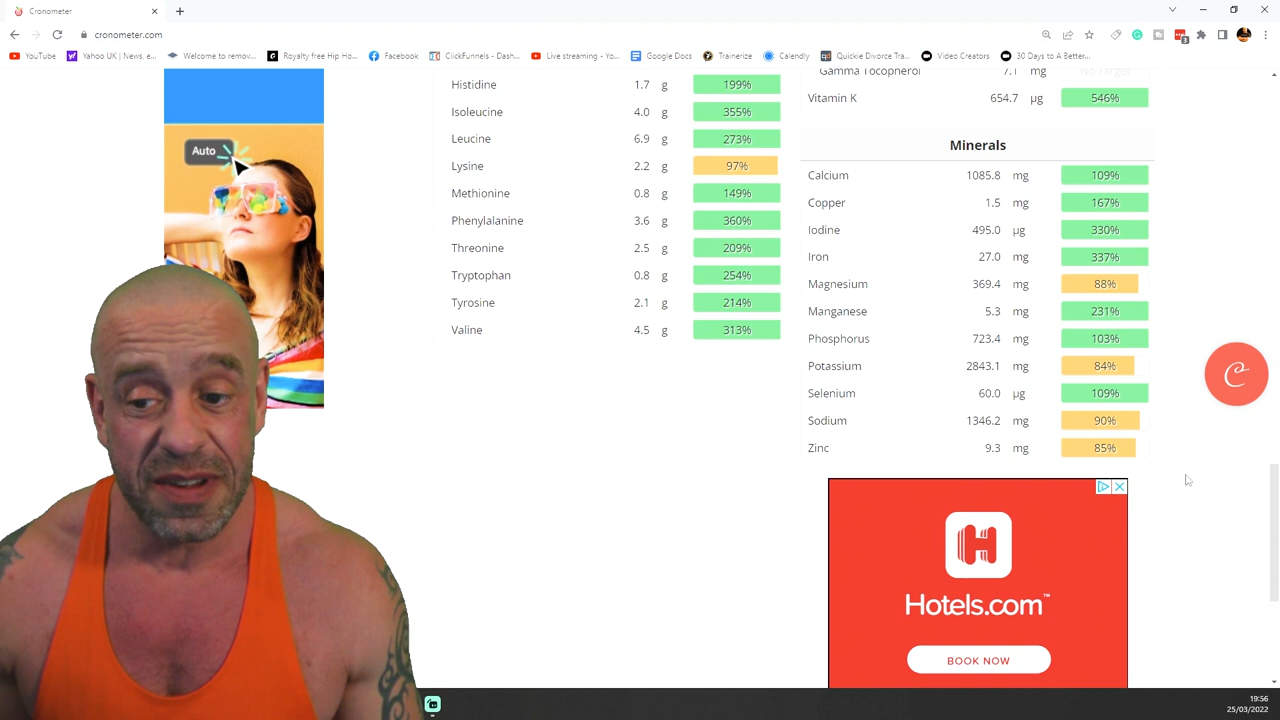 Cronometer
cronometer.com
3
YouTube
Yahoo UK | News, e...
Welcome to remov...
Royalty free Hip Ho...
Facebook
ClickFunnels - Dash...
Live streaming - Yo...
Google Docs
Trainerize
Calendly
Quickie Divorce Tra...
Video Creators
30 Days To A Better...
Auto
Histidine 1.7 g 199%
Isoleucine 4.0 g 355%
Leucine 6.9 g 273%
Lysine 2.2 g 97%
Methionine 0.8 g 149%
Phenylalanine 3.6 g 360%
Threonine 2.5 g 209%
Tryptophan 0.8 g 254%
Tyrosine 2.1 g 214%
Valine 4.5 g 313%
Gamma Tocopherol 7.1 mg No Target
Vitamin K 654.7 µg 546%
Minerals
Calcium 1085.8 mg 109%
Copper 1.5 mg 167%
Iodine 495.0 µg 330%
Iron 27.0 mg 337%
Magnesium 369.4 mg 88%
Manganese 5.3 mg 231%
Phosphorus 723.4 mg 103%
Potassium 2843.1 mg 84%
Selenium 60.0 µg 109%
Sodium 1346.2 mg 90%
Zinc 9.3 mg 85%
H
Hotels.com™
BOOK NOW
19:56
25/03/2022